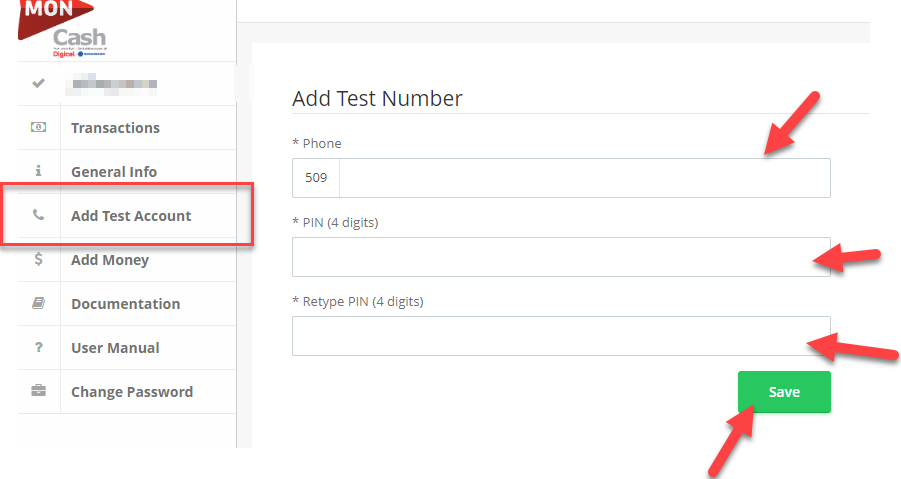 MON
Cash
Digicel
Transactions
General Info
Add Test Account
Add Money
Documentation
User Manual
Change Password
Add Test Number
* Phone
509
* PIN (4 digits)
* Retype PIN (4 digits)
Save